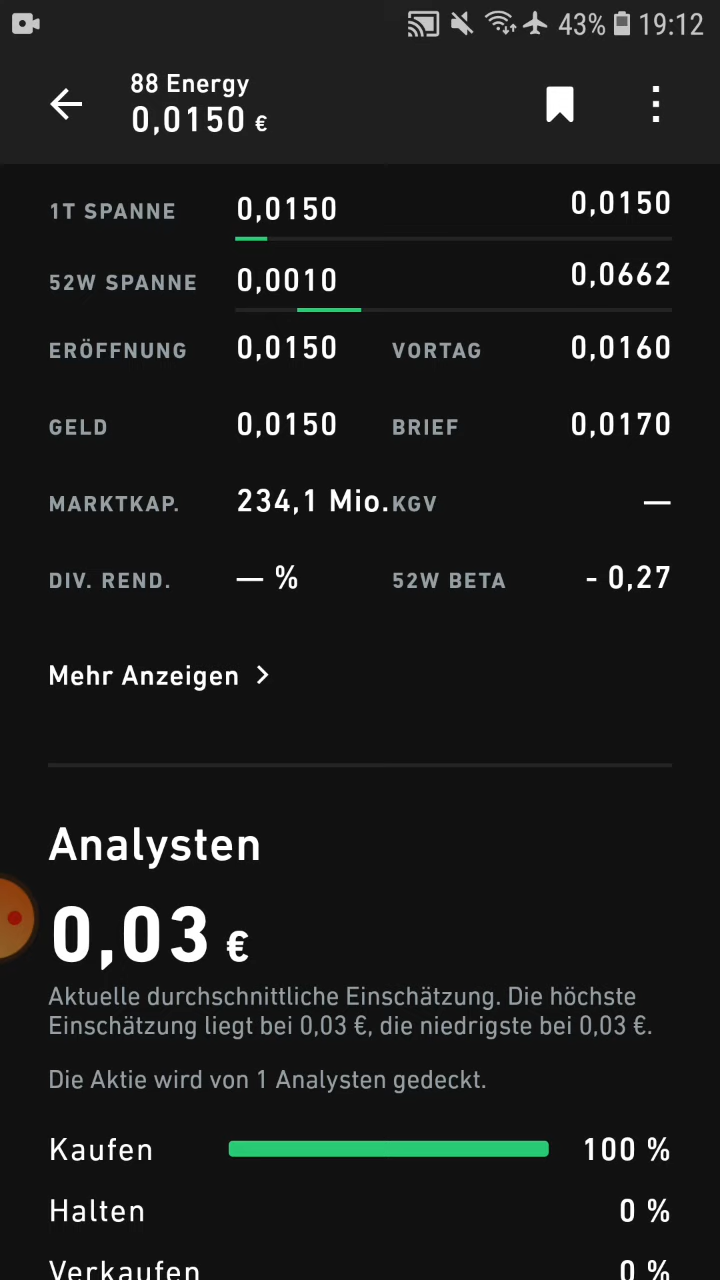 43% 19:12
88 Energy
0,0150 €
1T SPANNE 0,0150 0,0150
52W SPANNE 0,0010 0,0662
ERÖFFNUNG 0,0150 VORTAG 0,0160
GELD 0,0150 BRIEF 0,0170
MARKTKAP. 234,1 Mio. KGV —
DIV. REND. — % 52W BETA - 0,27
Mehr Anzeigen
Analysten
0,03 €
Aktuelle durchschnittliche Einschätzung. Die höchste
Einschätzung liegt bei 0,03 €, die niedrigste bei 0,03 €.
Die Aktie wird von 1 Analysten gedeckt.
Kaufen 100 %
Halten 0 %
Verkaufen 0 %